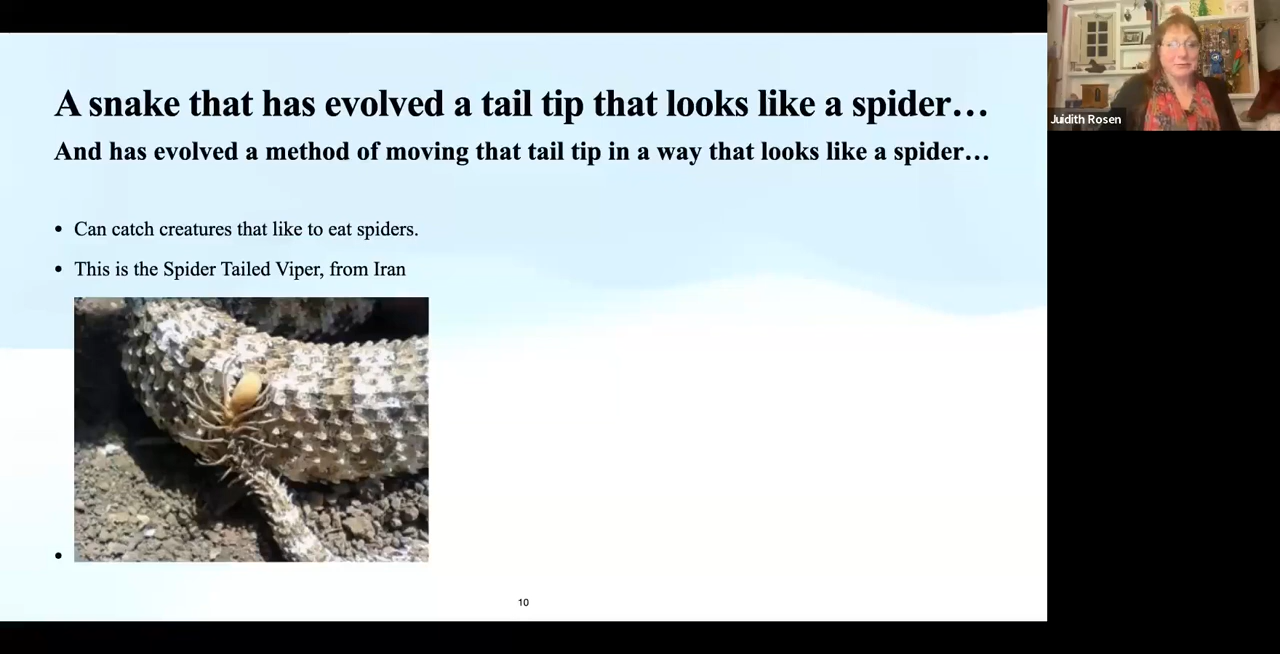 A snake that has evolved a tail tip that looks like a spider…
And has evolved a method of moving that tail tip in a way that looks like a spider…
• Can catch creatures that like to eat spiders.
• This is the Spider Tailed Viper, from Iran
•
10
Juidith Rosen